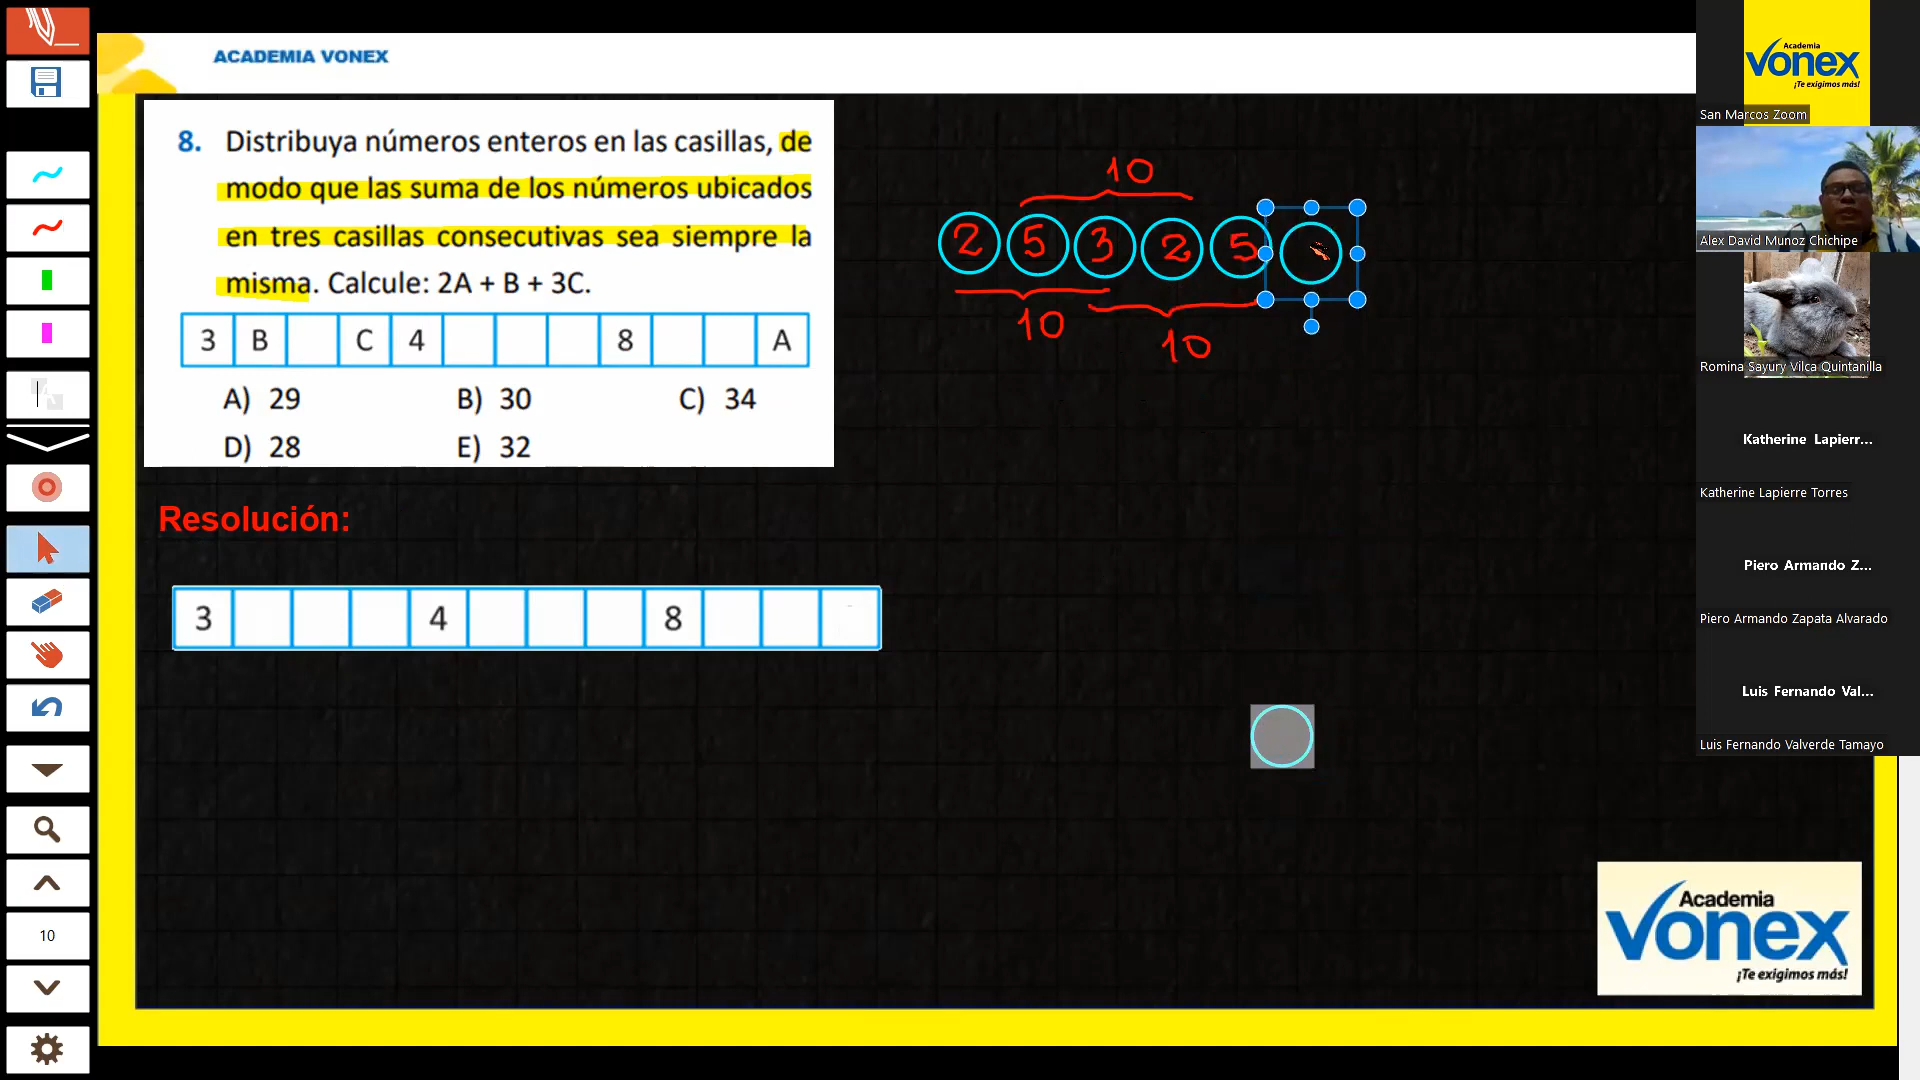 ACADEMIA VONEX
8. Distribuya números enteros en las casillas, de
modo que las suma de los números ubicados
en tres casillas consecutivas sea siempre la
misma. Calcule: 2A + B + 3C.
3 B C 4 8 A
A) 29 B) 30 C) 34
D) 28 E) 32
10
2 5 3 2 5
10 10
Resolución:
3 4 8
10
Academia
vonex
¡Te exigimos más!
San Marcos Zoom
Alex David Munoz Chichipe
Romina Sayury Vilca Quintanilla
Katherine Lapierr...
Katherine Lapierre Torres
Piero Armando Z...
Piero Armando Zapata Alvarado
Luis Fernando Val...
Luis Fernando Valverde Tamayo
Academia
vonex
¡Te exigimos más!